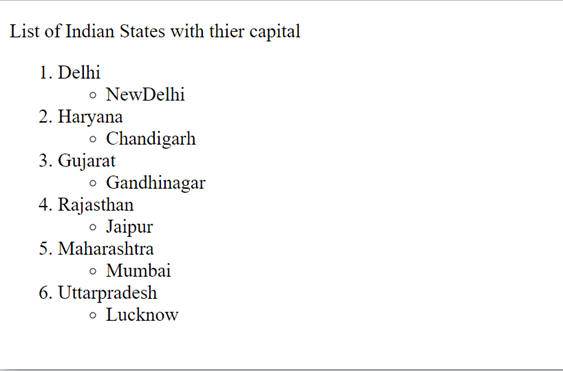 List of Indian States with thier capital
1. Delhi
○ NewDelhi
2. Haryana
○ Chandigarh
3. Gujarat
○ Gandhinagar
4. Rajasthan
○ Jaipur
5. Maharashtra
○ Mumbai
6. Uttarpradesh
○ Lucknow